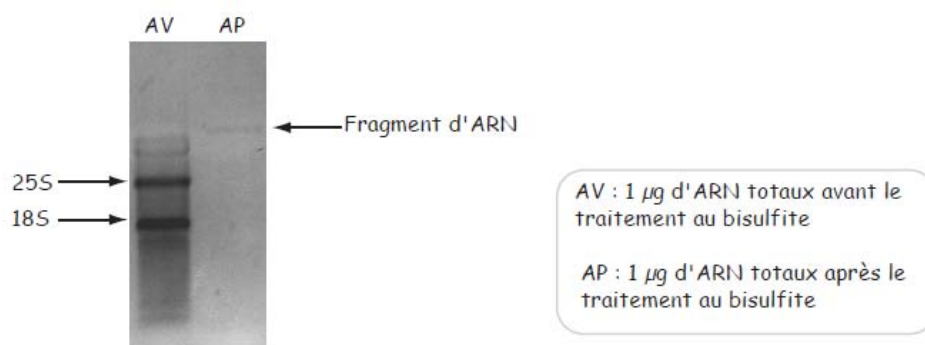 AV AP
Fragment d'ARN
25S
18S
AV : 1 µg d'ARN totaux avant le
traitement au bisulfite
AP : 1 µg d'ARN totaux après le
traitement au bisulfite